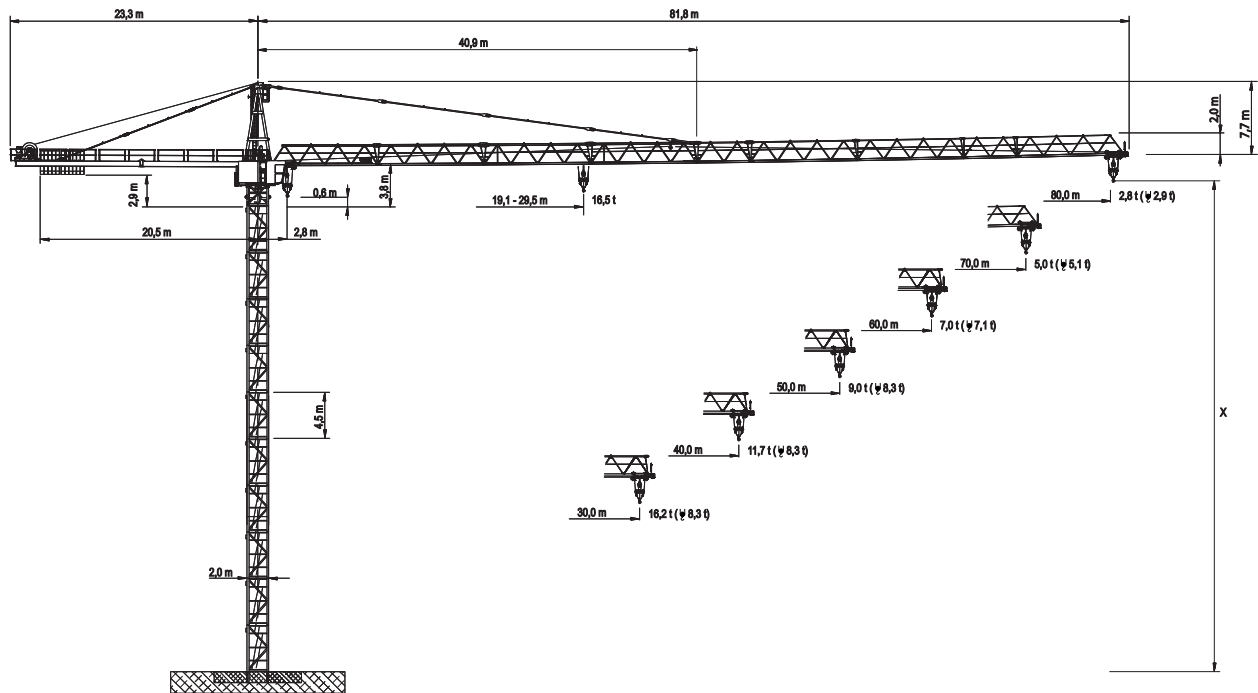 23,3 m
81,8 m
40,9 m
2,0 m
7,7 m
2,9 m
0,6 m
3,8 m
19,1 - 29,5 m
16,5 t
80,0 m
2,8 t ( 2,9 t)
20,5 m
2,8 m
70,0 m
5,0 t ( 5,1 t)
60,0 m
7,0 t ( 7,1 t)
50,0 m
9,0 t ( 8,3 t)
4,5 m
X
40,0 m
11,7 t ( 8,3 t)
30,0 m
16,2 t ( 8,3 t)
2,0 m